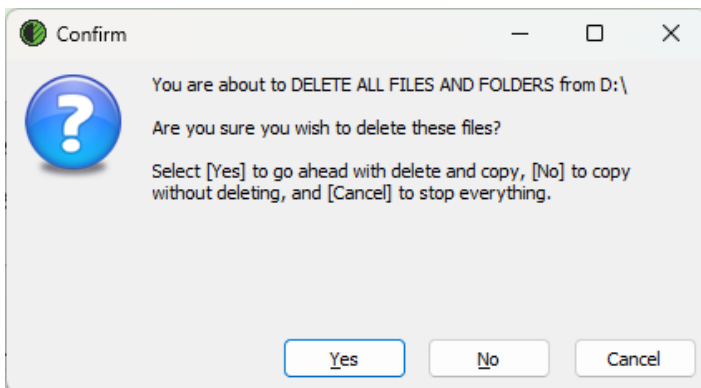 Confirm
You are about to DELETE ALL FILES AND FOLDERS from D:\
Are you sure you wish to delete these files?
Select [Yes] to go ahead with delete and copy, [No] to copy
without deleting, and [Cancel] to stop everything.
Yes
No
Cancel